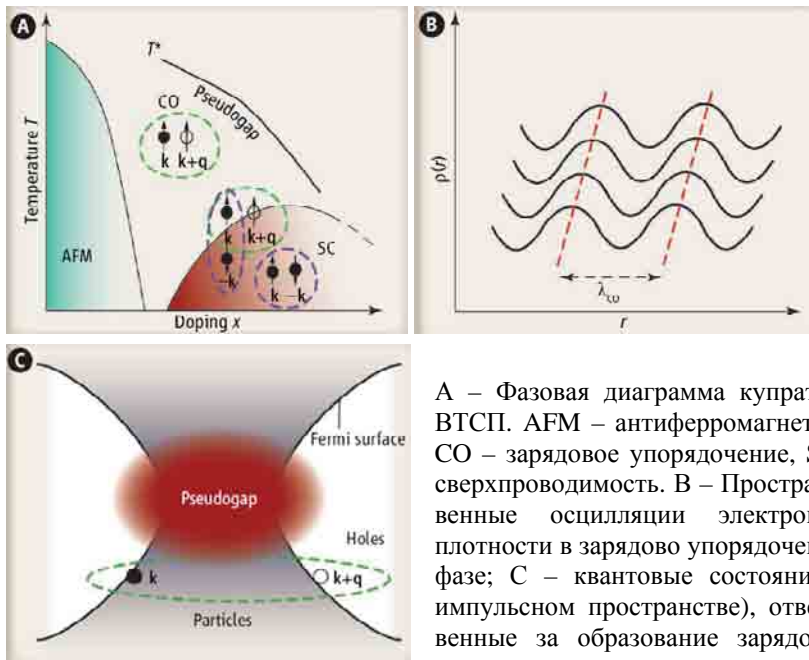 A
T*
Pseudogap
CO
k k+q
Temperature T
k k+q
SC
AFM
–k
k –k
Doping x
B
ρ(r)
λco
r
C
Fermi surface
Pseudogap
Holes
k k+q
Particles
А – Фазовая диаграмма купрат
ВТСП. AFM – антиферромагнет
CO – зарядовое упорядочение, S
сверхпроводимость. В – Простра
венные осцилляции электрон
плотности в зарядово упорядочен
фазе; С – квантовые состояни
импульсном пространстве), отве
венные за образование зарядо